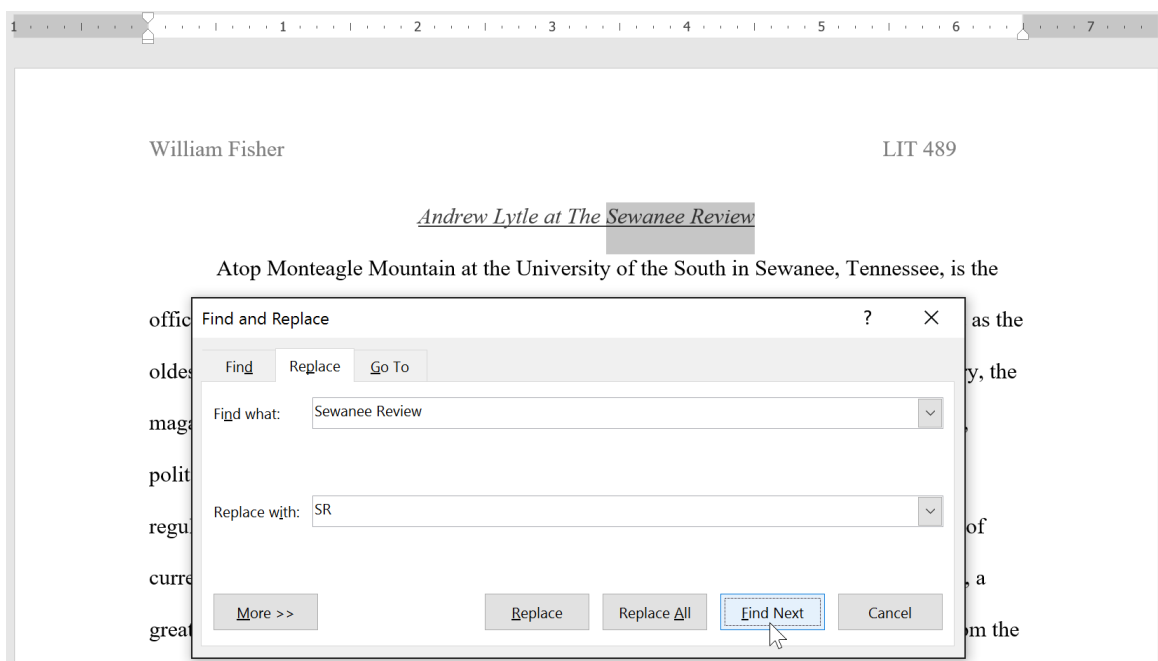 1 1 2 3 4 5 6 7
William Fisher LIT 489
Andrew Lytle at The Sewanee Review
Atop Monteagle Mountain at the University of the South in Sewanee, Tennessee, is the
Find and Replace ? 
as the
Find Replace Go To
the
Find what: Sewanee Review
Replace with: SR
of
a
More >> Replace Replace All Find Next Cancel
the